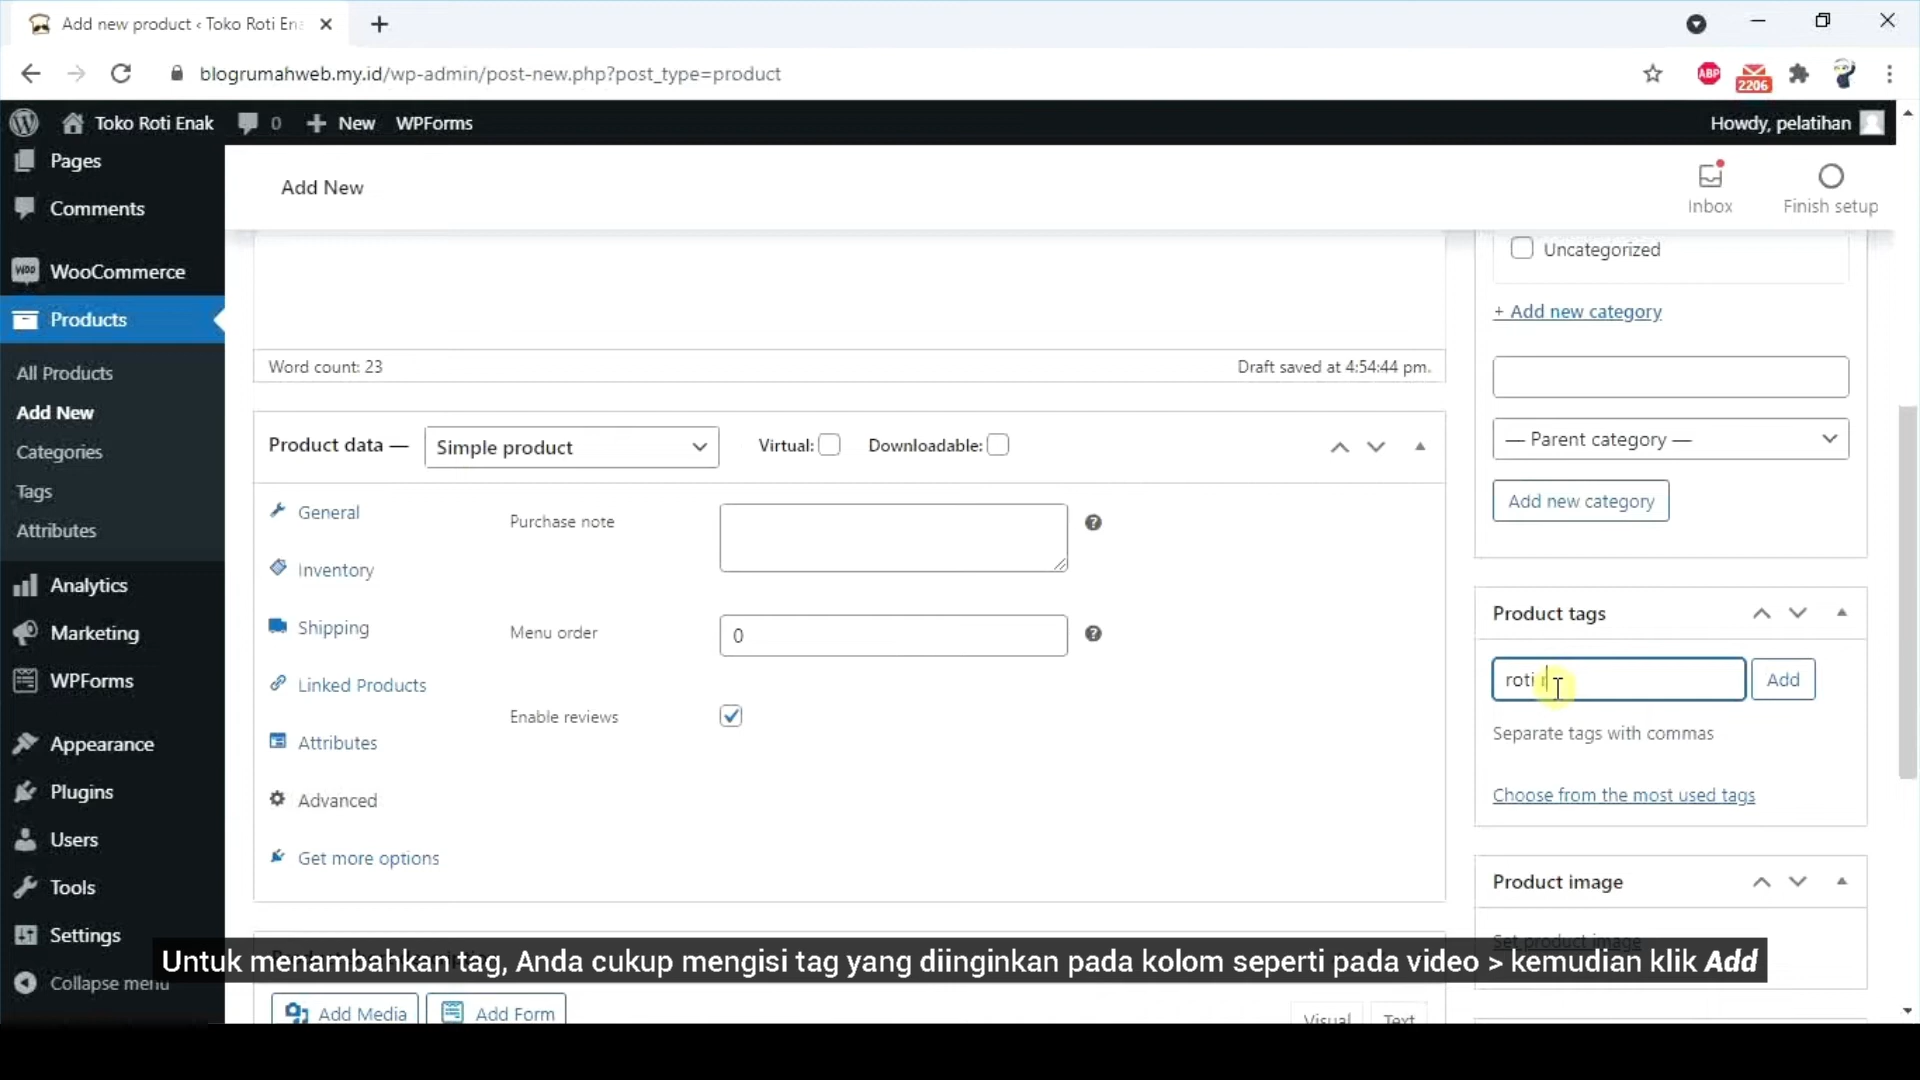 Add new product ‹ Toko Roti En
blogrumahweb.my.id/wp-admin/post-new.php?post_type=product
ABP
2206
Toko Roti Enak
0
New
WPForms
Howdy, pelatihan
Pages
Comments
WooCommerce
Products
All Products
Add New
Categories
Tags
Attributes
Analytics
Marketing
WPForms
Appearance
Plugins
Users
Tools
Settings
Collapse menu
Add New
Inbox
Finish setup
Word count: 23
Draft saved at 4:54:44 pm.
Product data —
Simple product
Virtual:
Downloadable:
General
Inventory
Shipping
Linked Products
Attributes
Advanced
Get more options
Purchase note
Menu order
0
Enable reviews
Add Media
Add Form
Visual
Text
Uncategorized
+ Add new category
— Parent category —
Add new category
Product tags
roti r
Add
Separate tags with commas
Choose from the most used tags
Product image
Set product image
Untuk menambahkan tag, Anda cukup mengisi tag yang diinginkan pada kolom seperti pada video > kemudian klik Add